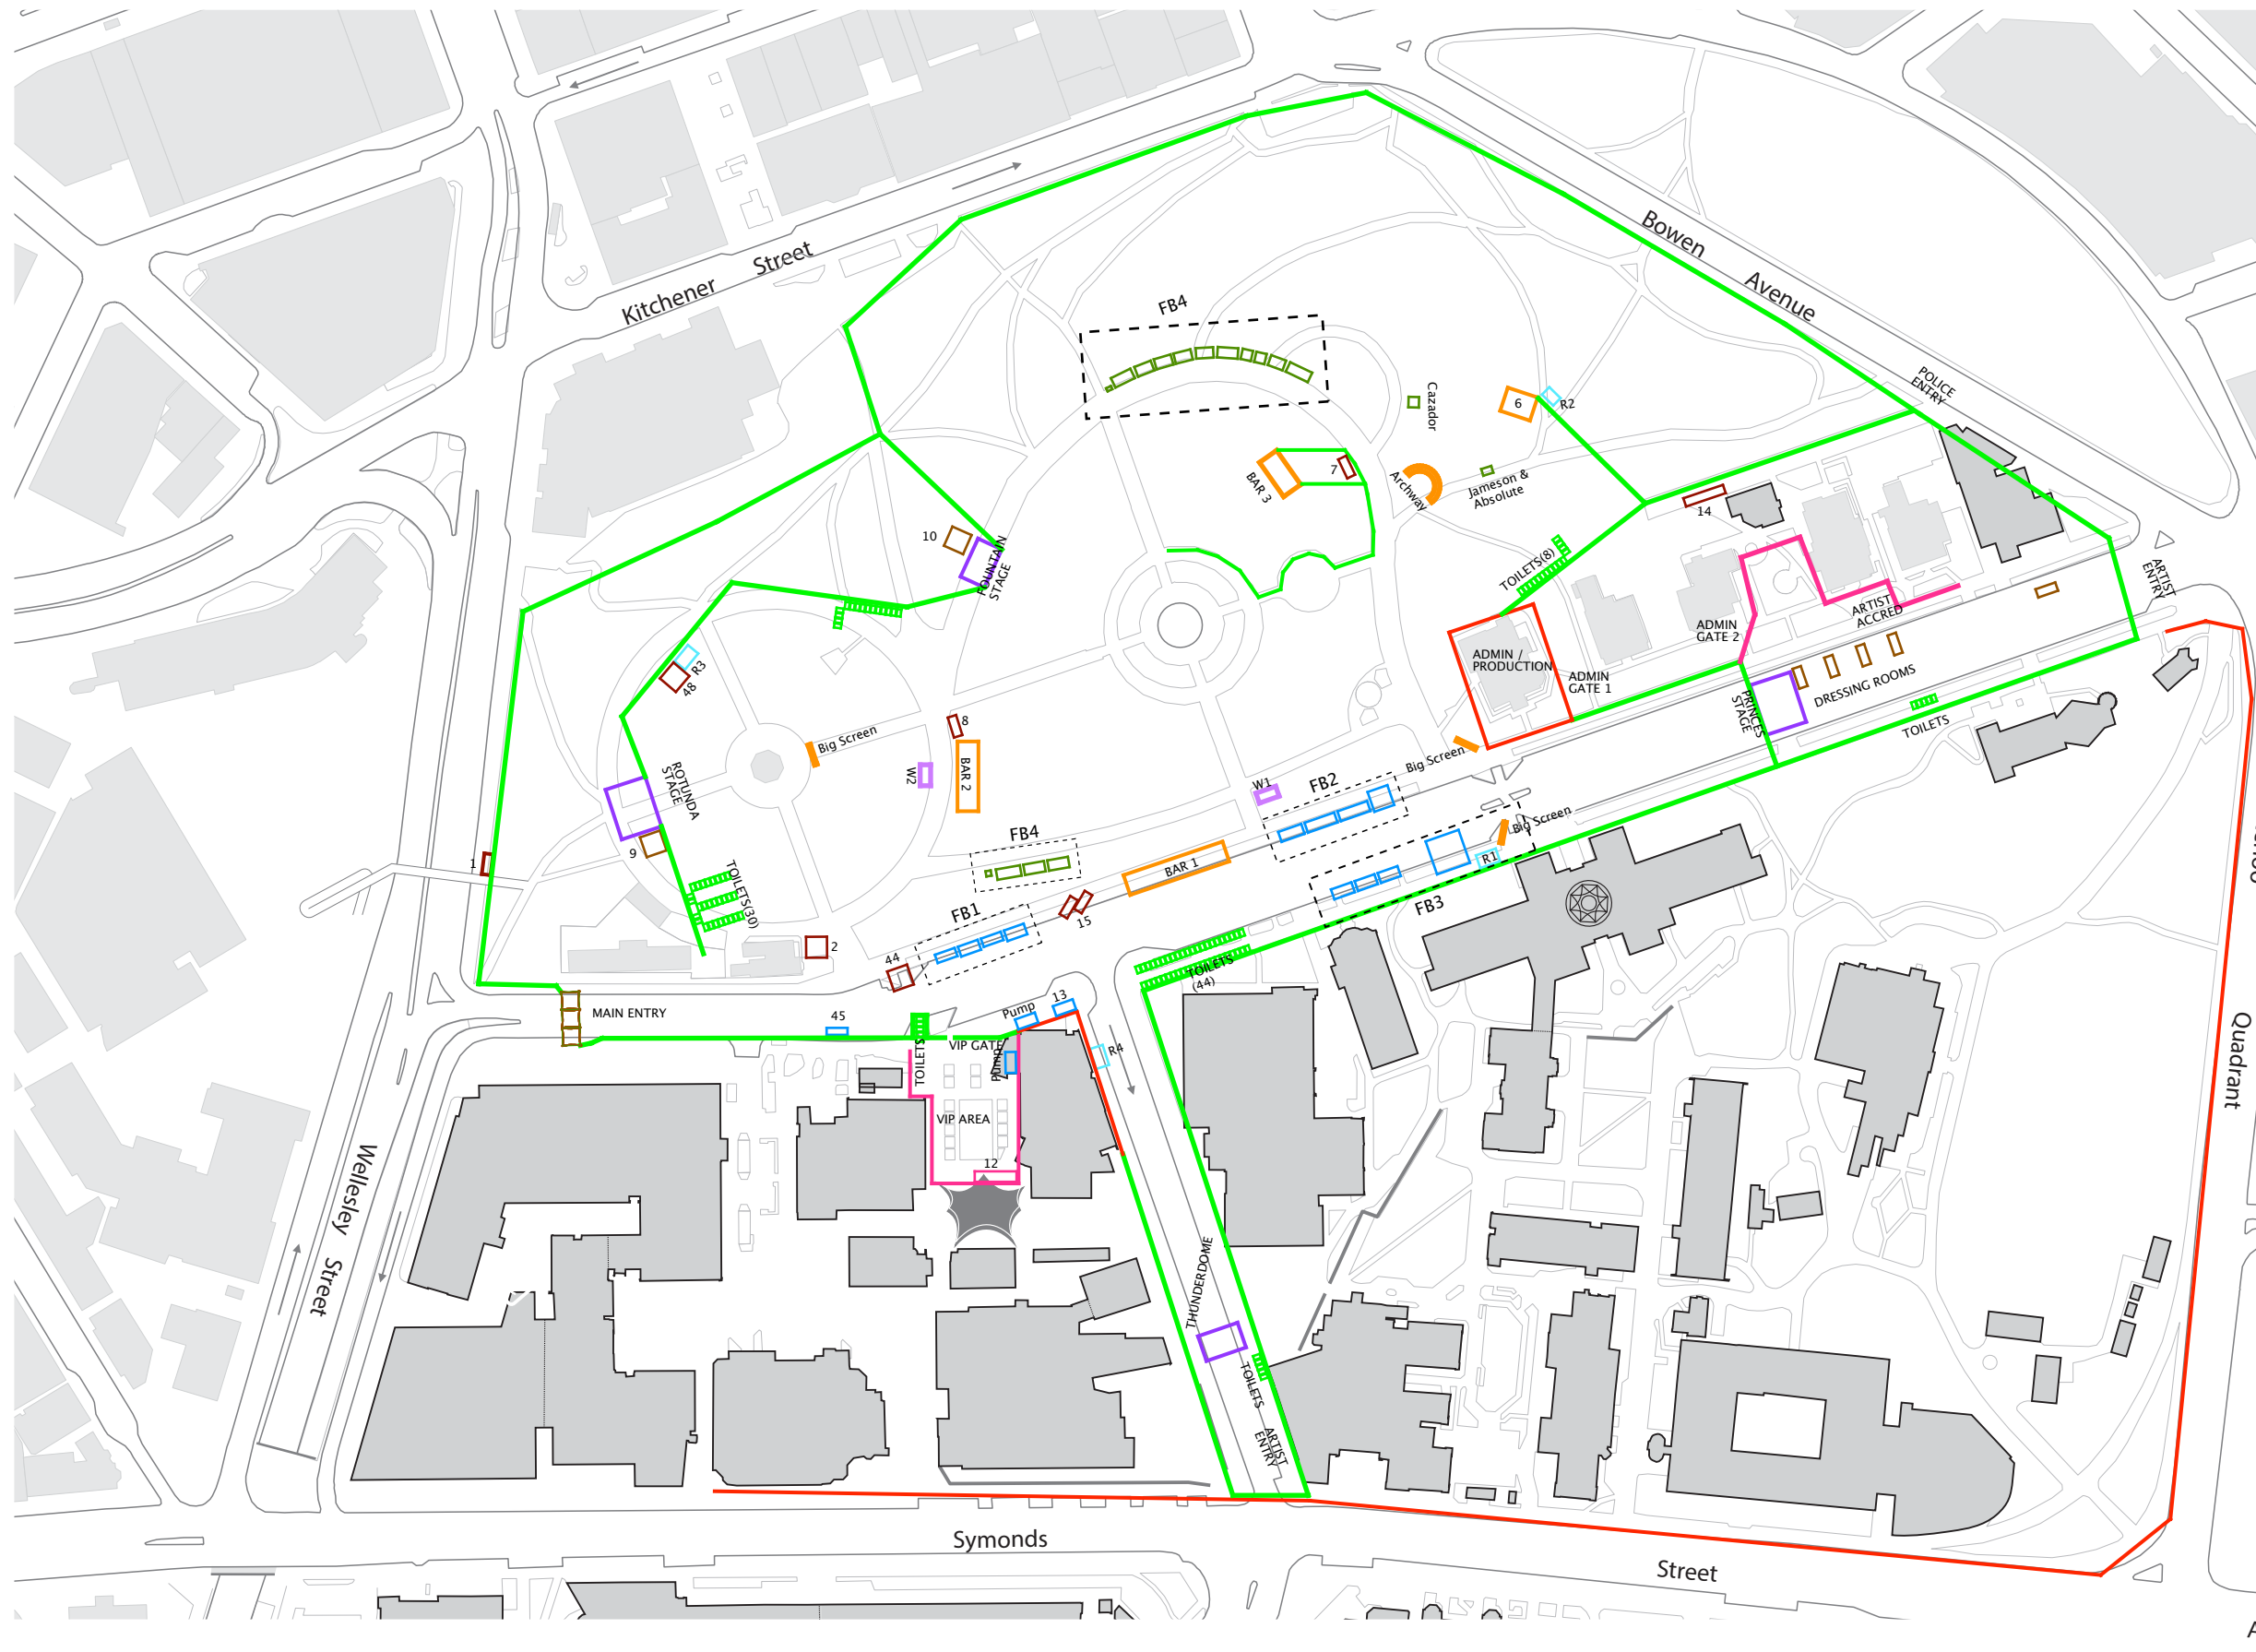 Kitchener Street
Bowen Avenue
FB4
Cazador
6
R2
POLICE
ENTRY
BAR 3
7
Archway
Jameson &
Absolute
14
10
FOUNTAIN
STAGE
TOILETS(8)
ARTIST
ENTRY
ARTIST
ACCRED
ADMIN
GATE 2
R3
48
ADMIN /
PRODUCTION
ADMIN
GATE 1
DRESSING ROOMS
PRINCES
STAGE
TOILETS
8
Big Screen
W2
BAR 2
ROTUNDA
STAGE
9
1
W1
FB2
Big Screen
Big Screen
R1
FB3
FB4
BAR 1
15
FB1
TOILETS(30)
2
44
TOILETS
(44)
MAIN ENTRY
45
Pump
13
TOILETS
VIP GATE
Pump
R4
VIP AREA
12
THUNDERDOME
TOILETS
ARTIST
ENTRY
Wellesley Street
Quadrant
Symonds Street